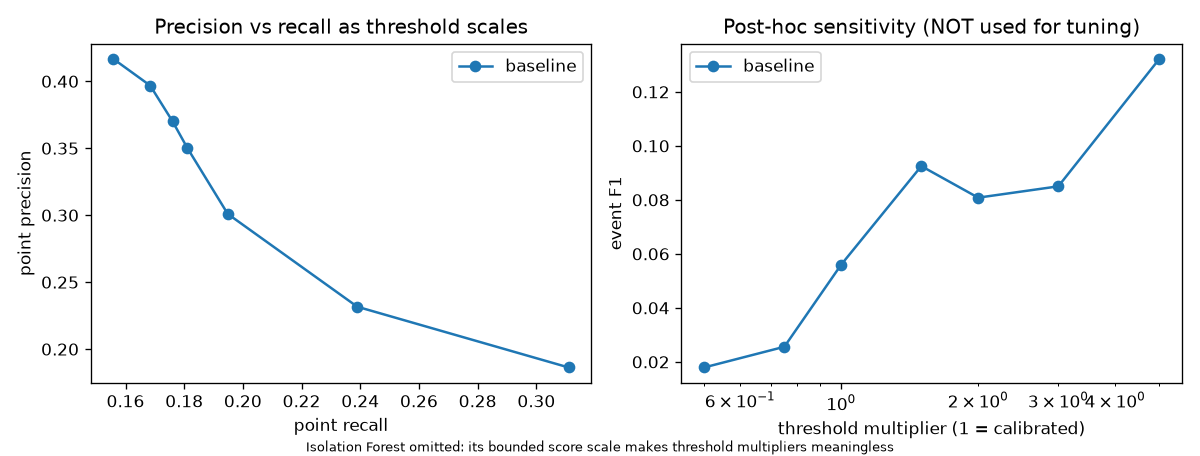 Precision vs recall as threshold scales
baseline
point precision
0.40
0.35
0.30
0.25
0.20
0.16 0.18 0.20 0.22 0.24 0.26 0.28 0.30
point recall
Post-hoc sensitivity (NOT used for tuning)
baseline
event F1
0.12
0.10
0.08
0.06
0.04
0.02
6 × 10⁻¹ 10⁰ 2 × 10⁰ 3 × 10⁰ 4 × 10⁰
threshold multiplier (1 = calibrated)
Isolation Forest omitted: its bounded score scale makes threshold multipliers meaningless